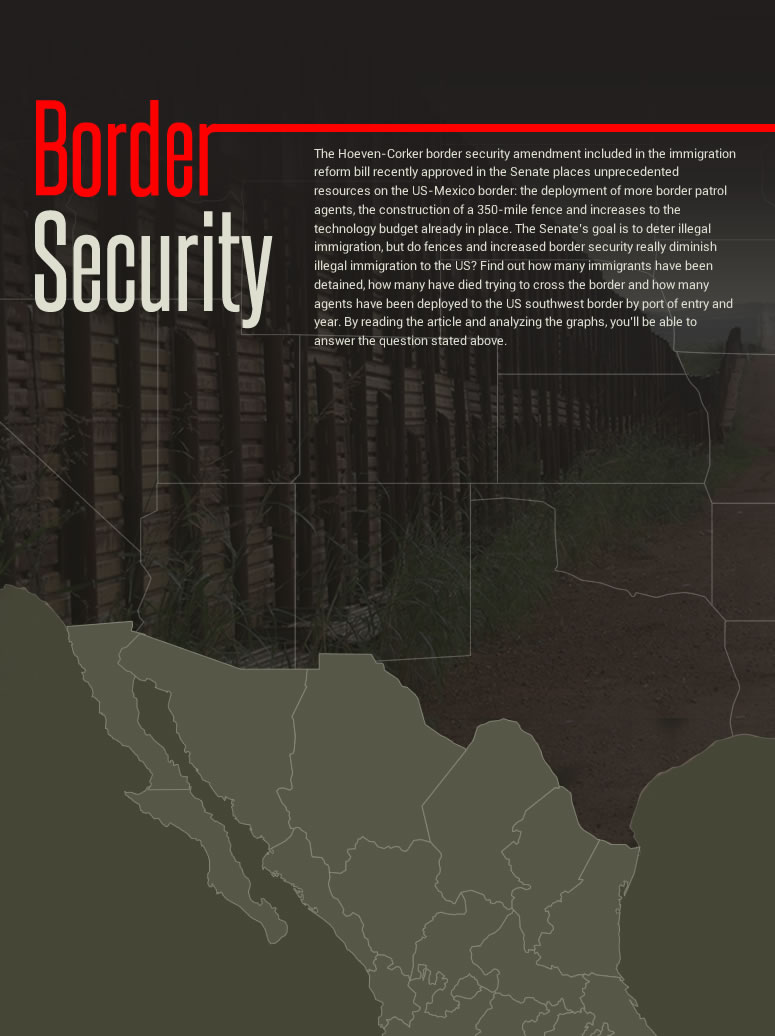 Border
Security
The Hoeven-Corker border security amendment included in the immigration
reform bill recently approved in the Senate places unprecedented
resources on the US-Mexico border: the deployment of more border patrol
agents, the construction of a 350-mile fence and increases to the
technology budget already in place. The Senate's goal is to deter illegal
immigration, but do fences and increased border security really diminish
illegal immigration to the US? Find out how many immigrants have been
detained, how many have died trying to cross the border and how many
agents have been deployed to the US southwest border by port of entry and
year. By reading the article and analyzing the graphs, you'll be able to
answer the question stated above.